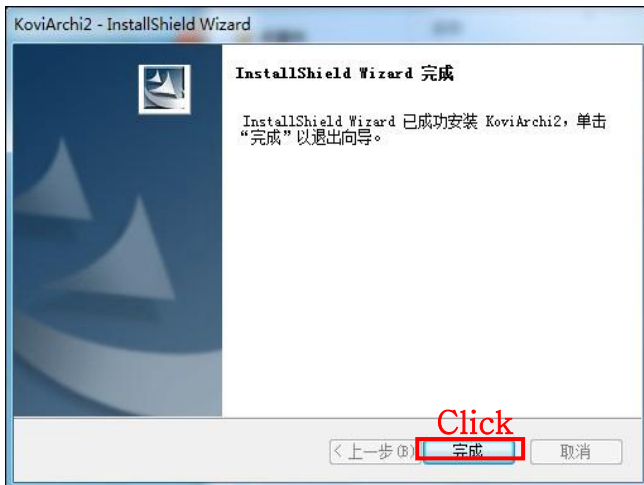 KoviArchi2 - InstallShield Wizard
InstallShield Wizard 完成
InstallShield Wizard 已成功安装 KoviArchi2，单击
“完成”以退出向导。
Click
< 上一步(B)
完成
取消